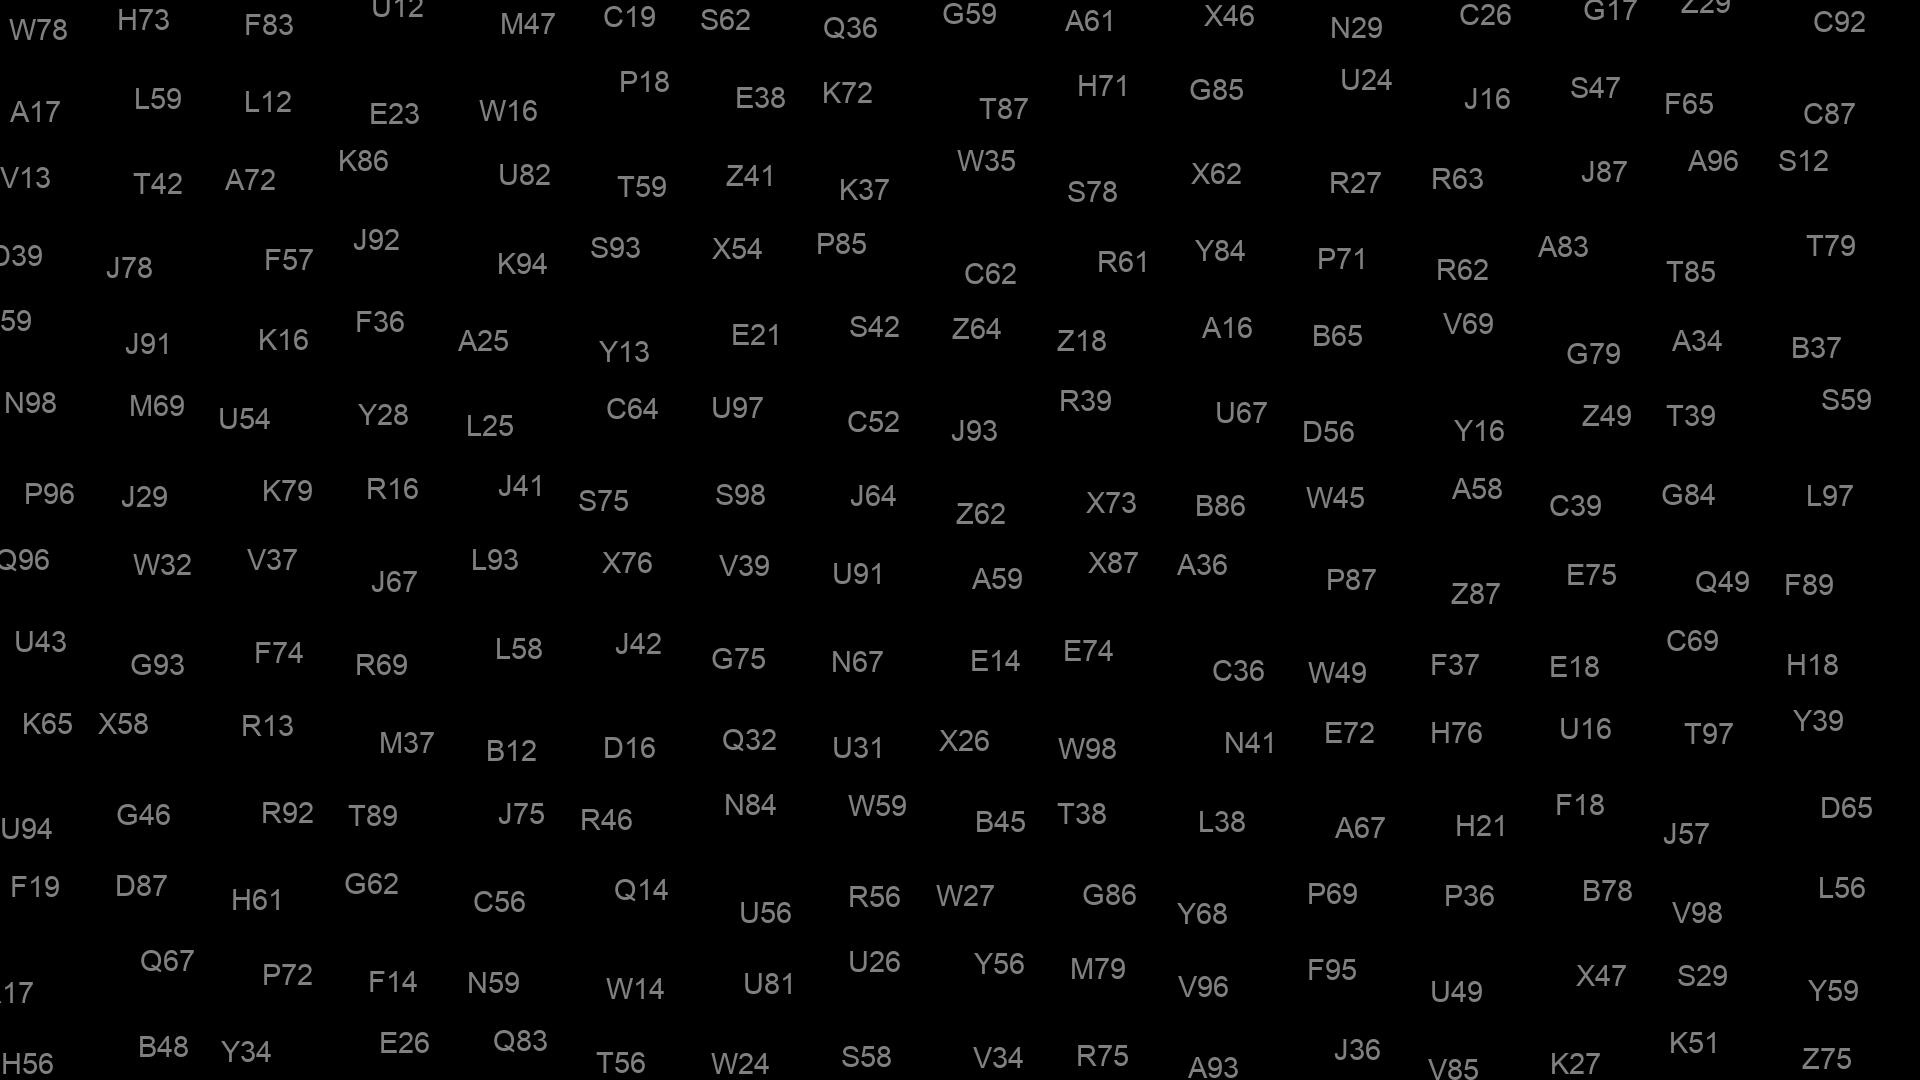 W78 H73 F83 U12 M47 C19 S62 Q36 G59 A61 X46 N29 C26 G17 Z29 C92
A17 L59 L12 E23 W16 P18 E38 K72 T87 H71 G85 U24 J16 S47 F65 C87
V13 T42 A72 K86 U82 T59 Z41 K37 W35 S78 X62 R27 R63 J87 A96 S12
D39 J78 F57 J92 K94 S93 X54 P85 C62 R61 Y84 P71 R62 A83 T85 T79
59 J91 K16 F36 A25 Y13 E21 S42 Z64 Z18 A16 B65 V69 G79 A34 B37
N98 M69 U54 Y28 L25 C64 U97 C52 J93 R39 U67 D56 Y16 Z49 T39 S59
P96 J29 K79 R16 J41 S75 S98 J64 Z62 X73 B86 W45 A58 C39 G84 L97
Q96 W32 V37 J67 L93 X76 V39 U91 A59 X87 A36 P87 Z87 E75 Q49 F89
U43 G93 F74 R69 L58 J42 G75 N67 E14 E74 C36 W49 F37 E18 C69 H18
K65 X58 R13 M37 B12 D16 Q32 U31 X26 W98 N41 E72 H76 U16 T97 Y39
U94 G46 R92 T89 J75 R46 N84 W59 B45 T38 L38 A67 H21 F18 J57 D65
F19 D87 H61 G62 C56 Q14 U56 R56 W27 G86 Y68 P69 P36 B78 V98 L56
17 Q67 P72 F14 N59 W14 U81 U26 Y56 M79 V96 F95 U49 X47 S29 Y59
H56 B48 Y34 E26 Q83 T56 W24 S58 V34 R75 A93 J36 V85 K27 K51 Z75